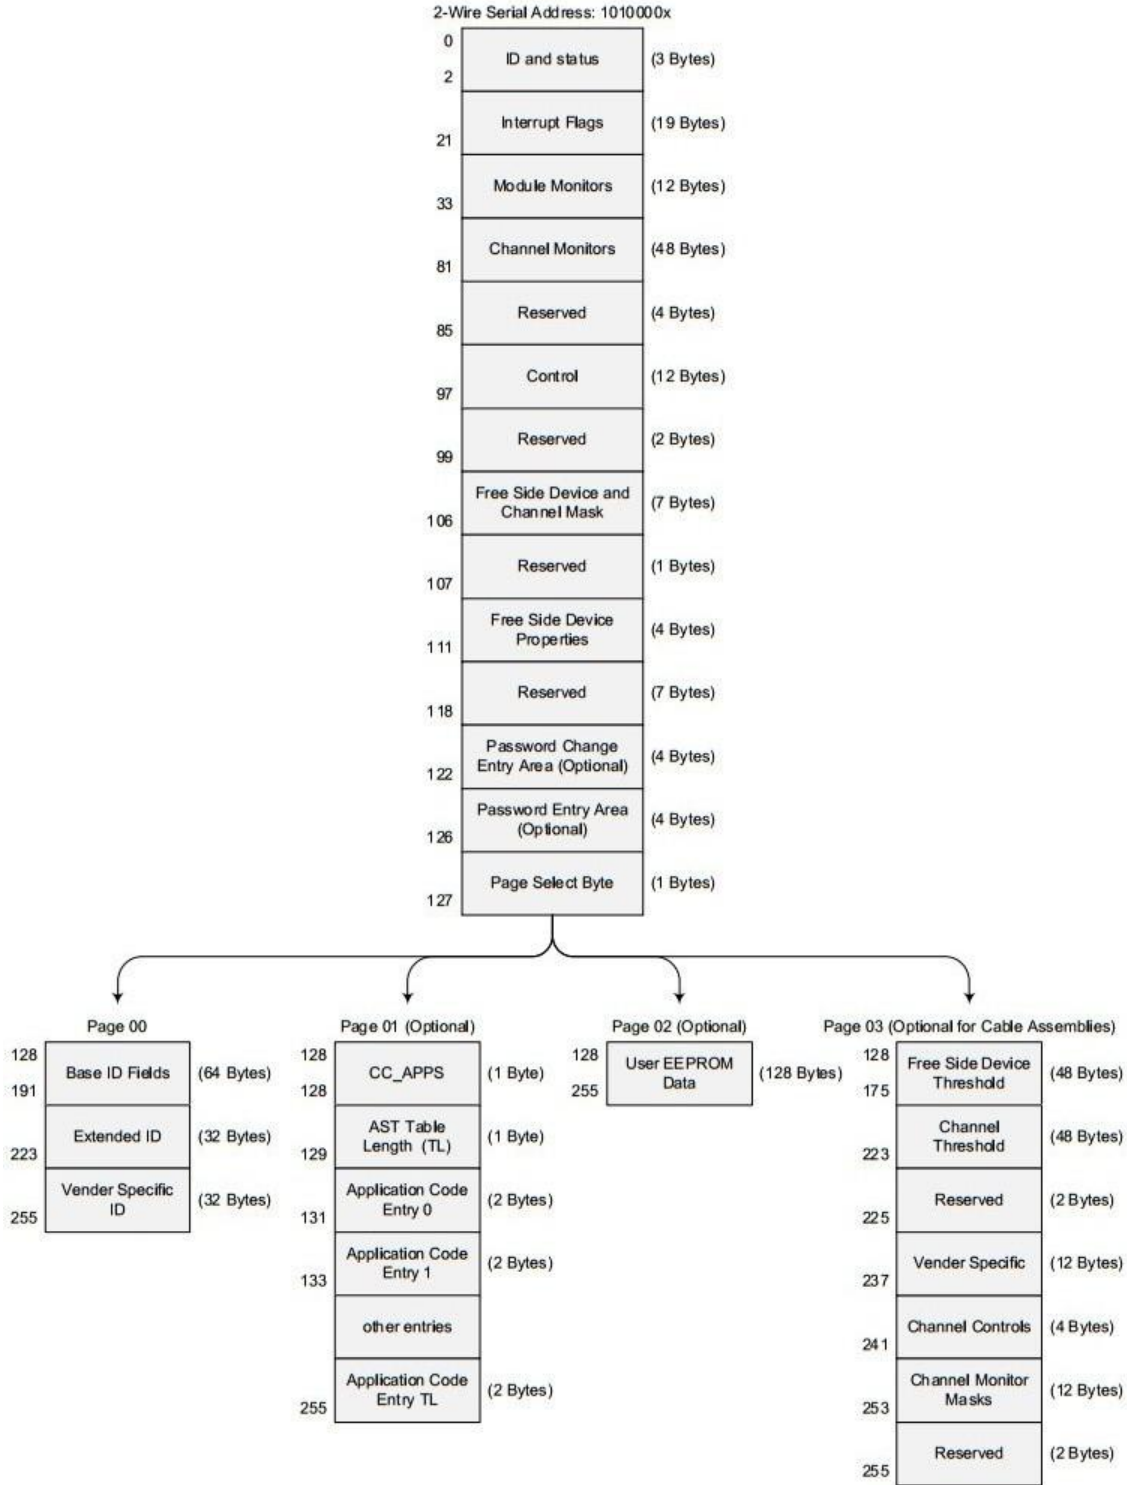 2-Wire Serial Address: 1010000x
0
ID and status
(3 Bytes)
2
Interrupt Flags
(19 Bytes)
21
Module Monitors
(12 Bytes)
33
Channel Monitors
(48 Bytes)
81
Reserved
(4 Bytes)
85
Control
(12 Bytes)
97
Reserved
(2 Bytes)
99
Free Side Device and
Channel Mask
(7 Bytes)
106
Reserved
(1 Bytes)
107
Free Side Device
Properties
(4 Bytes)
111
Reserved
(7 Bytes)
118
Password Change
Entry Area (Optional)
(4 Bytes)
122
Password Entry Area
(Optional)
(4 Bytes)
126
Page Select Byte
(1 Bytes)
127
Page 00
128
Base ID Fields
(64 Bytes)
191
Extended ID
(32 Bytes)
223
Vender Specific
ID
(32 Bytes)
255
Page 01 (Optional)
128
CC_APPS
(1 Byte)
128
AST Table
Length (TL)
(1 Byte)
129
Application Code
Entry 0
(2 Bytes)
131
Application Code
Entry 1
(2 Bytes)
133
other entries
Application Code
Entry TL
(2 Bytes)
255
Page 02 (Optional)
128
User EEPROM
Data
(128 Bytes)
255
Page 03 (Optional for Cable Assemblies)
128
Free Side Device
Threshold
(48 Bytes)
175
Channel
Threshold
(48 Bytes)
223
Reserved
(2 Bytes)
225
Vender Specific
(12 Bytes)
237
Channel Controls
(4 Bytes)
241
Channel Monitor
Masks
(12 Bytes)
253
Reserved
(2 Bytes)
255